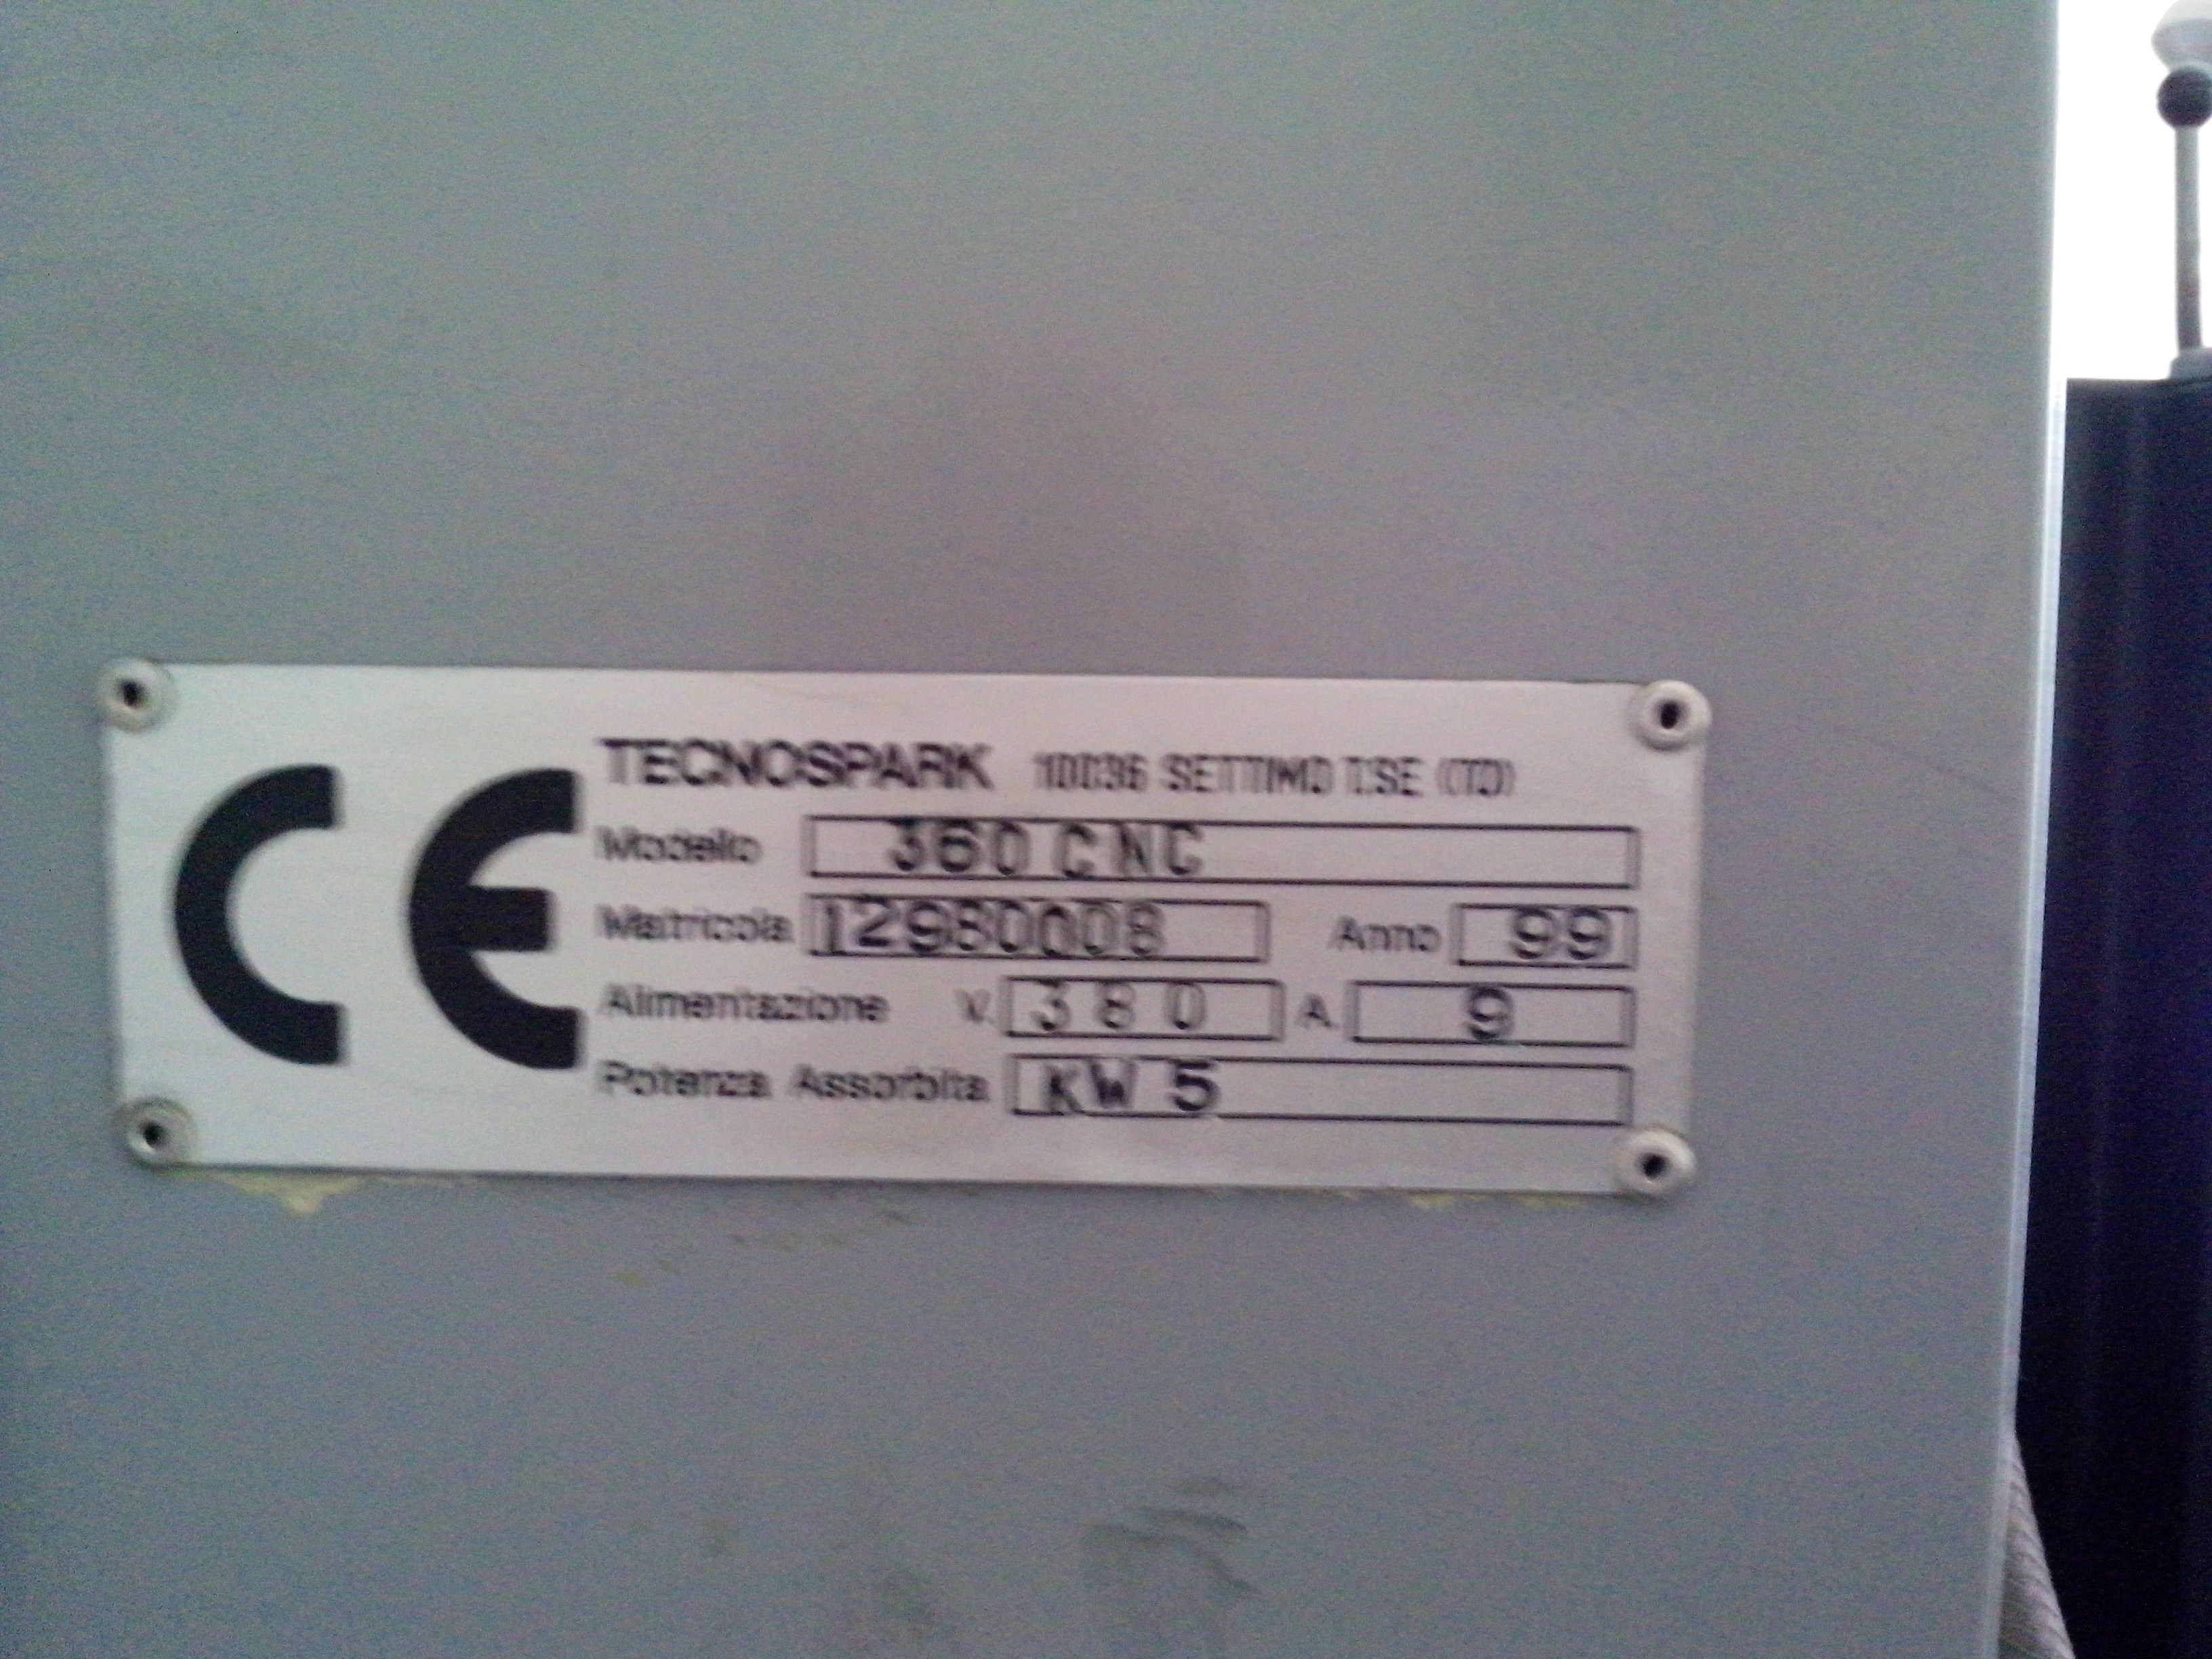 CE
TECNOSPARK 10036 SETTIMO T.SE (TO)
Modello 360 CNC
Matricola 12980008 Anno 99
Alimentazione V. 380 A. 9
Potenza Assorbita KW 5